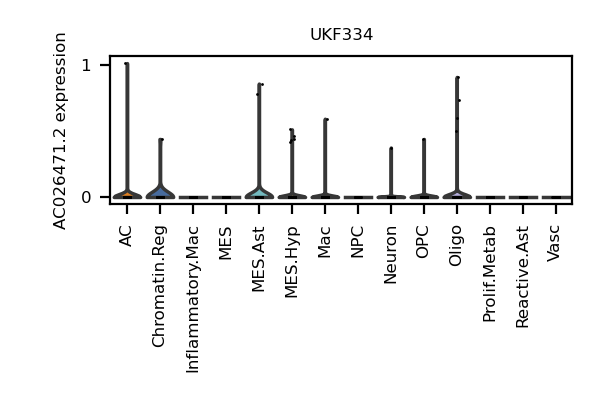 UKF334
AC026471.2 expression
1
0
AC
Chromatin.Reg
Inflammatory.Mac
MES
MES.Ast
MES.Hyp
Mac
NPC
Neuron
OPC
Oligo
Prolif.Metab
Reactive.Ast
Vasc